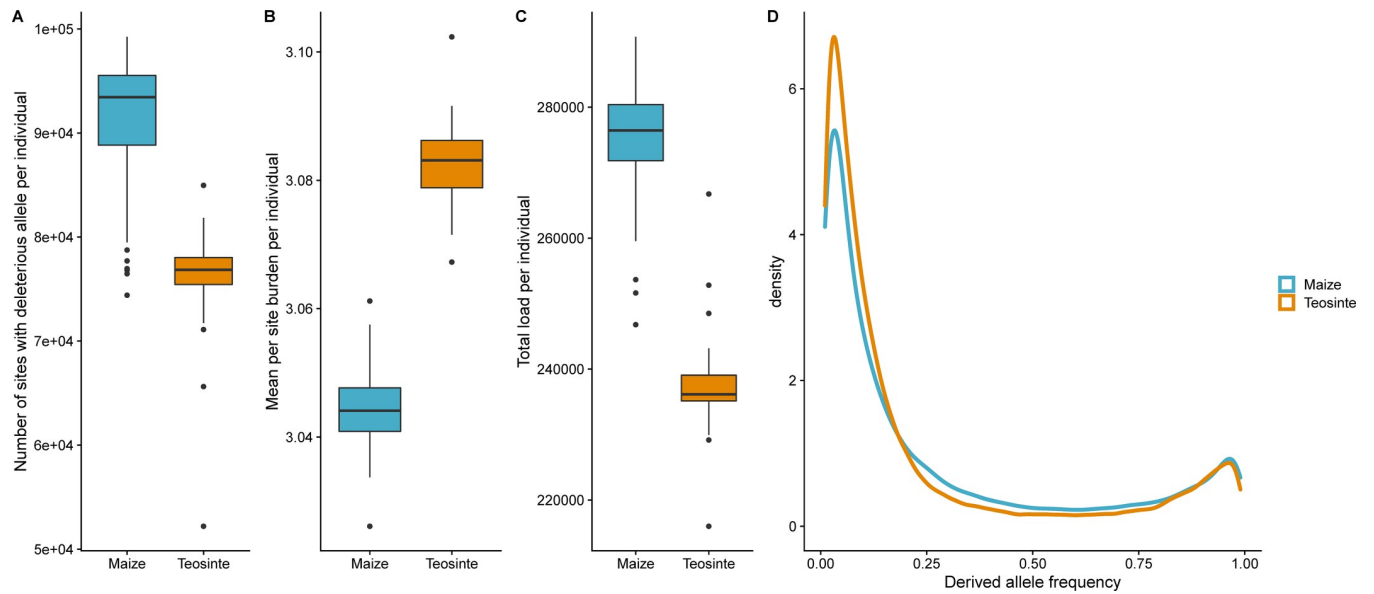 A
Number of sites with deleterious allele per individual
1e+05
9e+04
8e+04
7e+04
6e+04
5e+04
Maize
Teosinte
B
Mean per site burden per individual
3.10
3.08
3.06
3.04
Maize
Teosinte
C
Total load per individual
280000
260000
240000
220000
Maize
Teosinte
D
density
6
4
2
0
0.00
0.25
0.50
0.75
1.00
Derived allele frequency
Maize
Teosinte